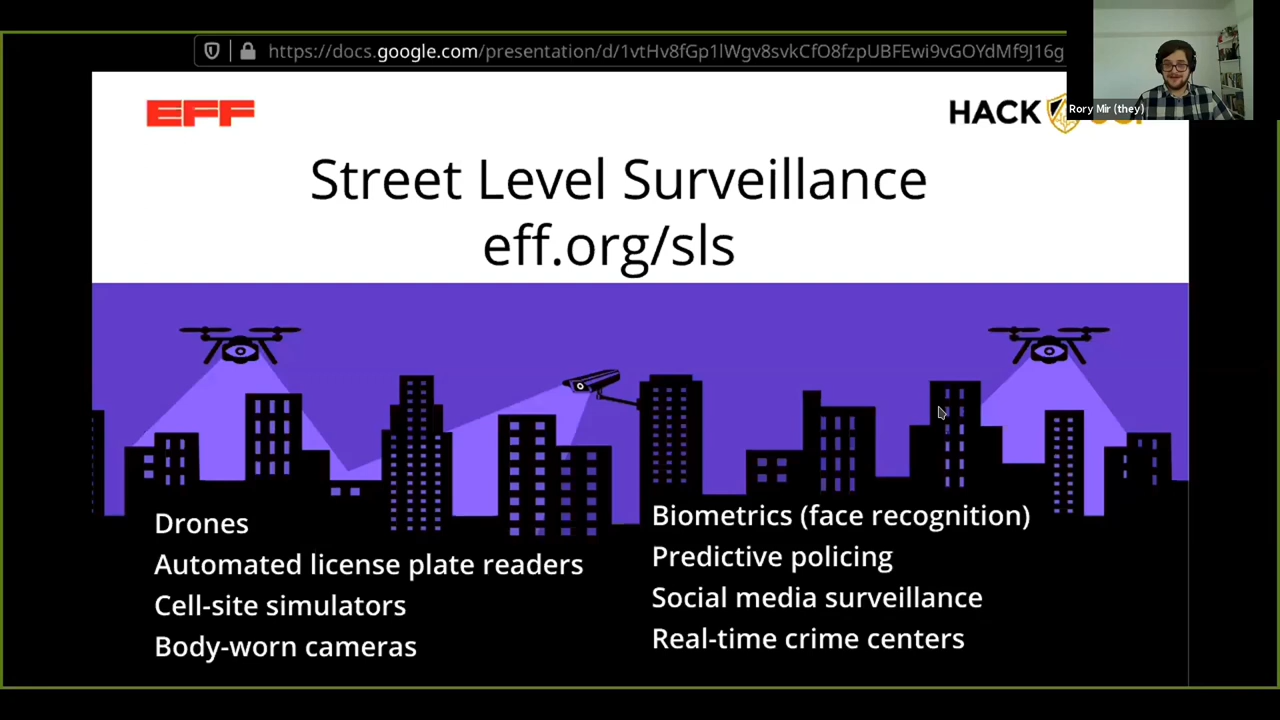 https://docs.google.com/presentation/d/1vtHv8fGp1lWgv8svkCfO8fzpUBFEwi9vGOYdMf9J16g
Rory Mir (they)
EFF
HACK
Street Level Surveillance
eff.org/sls
Drones
Automated license plate readers
Cell-site simulators
Body-worn cameras
Biometrics (face recognition)
Predictive policing
Social media surveillance
Real-time crime centers